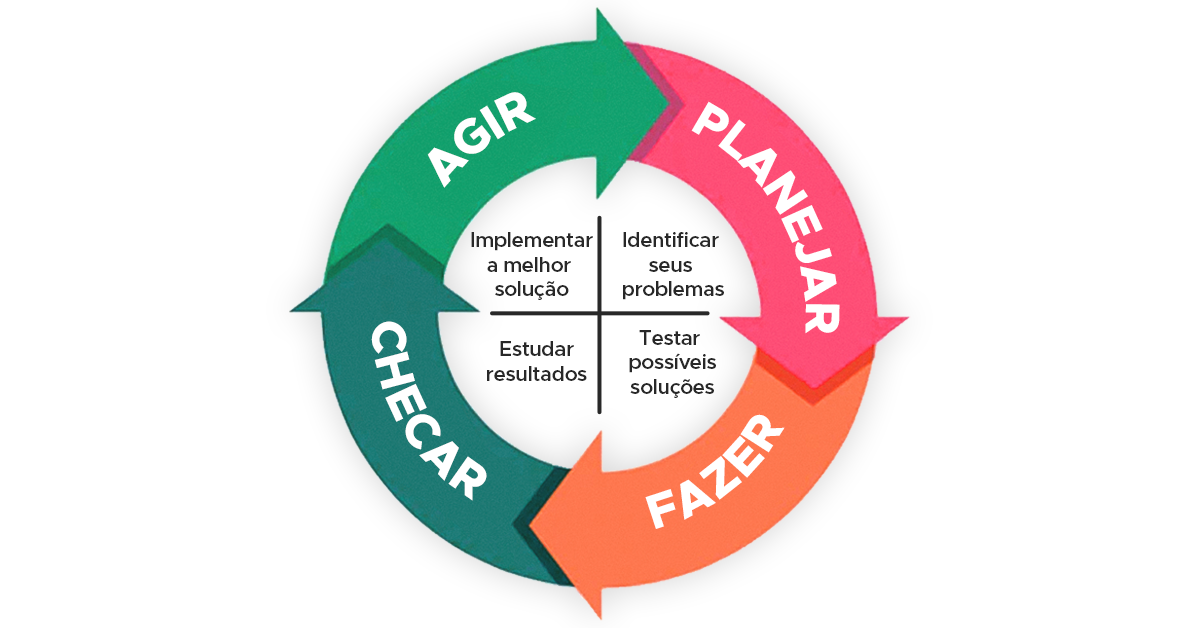 AGIR
PLANEJAR
Implementar
a melhor
solução
Identificar
seus
problemas
Estudar
resultados
Testar
possíveis
soluções
CHECAR
FAZER